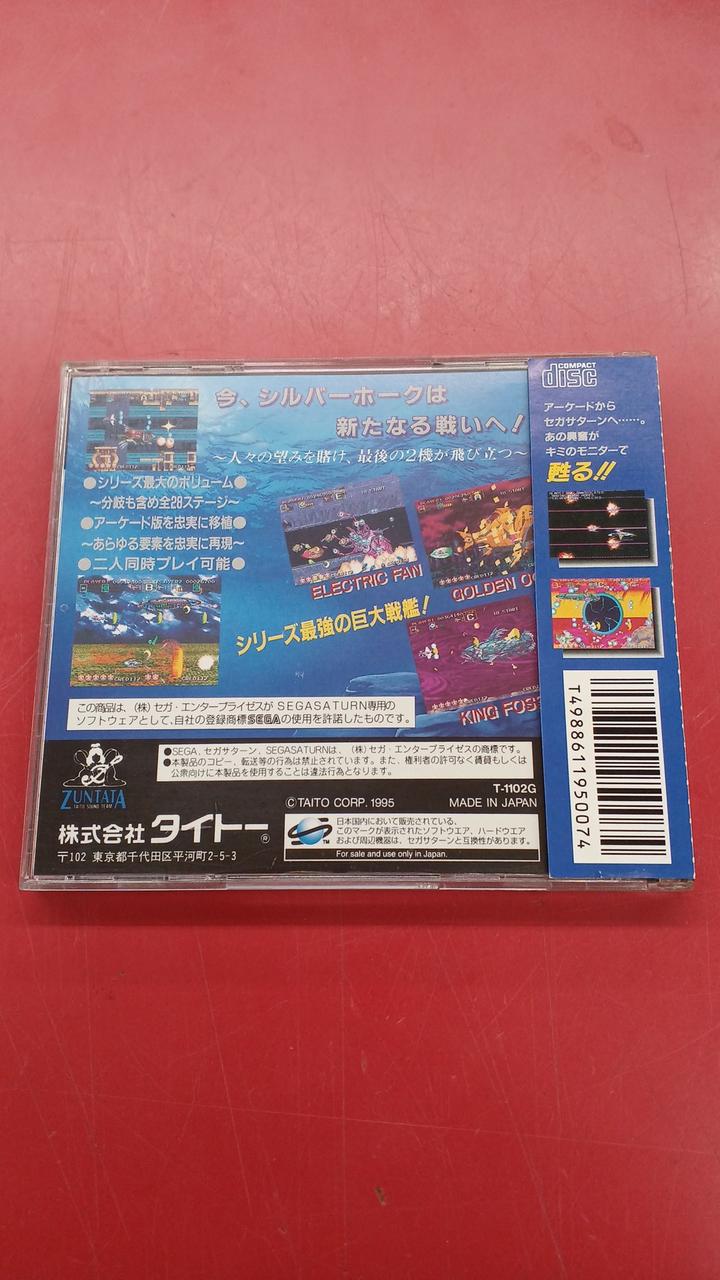 今、シルバーホークは
新たなる戦いへ!
〜人々の望みを賭け、最後の2機が飛び立つ〜
●シリーズ最大のボリューム●
〜分岐も含め全28ステージ〜
●アーケード版を忠実に移植●
〜あらゆる要素を忠実に再現〜
●二人同時プレイ可能●
ELECTRIC FAN
GOLDEN OG
シリーズ最強の巨大戦艦!
KING FOS
この商品は、(株)セガ・エンタープライゼスがSEGASATURN専用の
ソフトウェアとして、自社の登録商標SEGAの使用を許諾したものです。
●SEGA、セガサターン、SEGASATURNは、(株)セガ・エンタープライゼスの商標です。
●本製品のコピー、転送等の行為は禁止されています。また、権利者の許可なく賃貸もしくは
公衆向けに本製品を使用することは違法行為となります。
ZUNTATA
TAITO SOUND TEAM
T-1102G
©TAITO CORP. 1995
MADE IN JAPAN
株式会社タイトー®
〒102 東京都千代田区平河町2-5-3
TM
日本国内において販売されている、
このマークが表示されたソフトウエア、ハードウエア
および周辺機器は、セガサターンと互換性があります。
For sale and use only in Japan.
COMPACT
disc
アーケードから
セガサターンへ……。
あの興奮が
キミのモニターで
甦る!!
T4988611950074